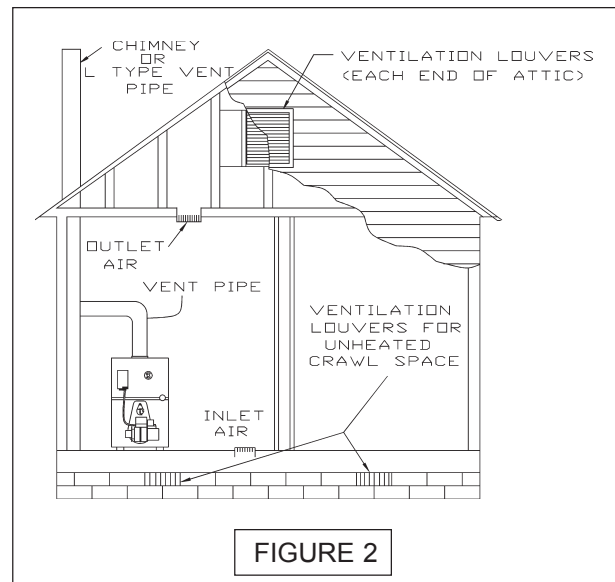 CHIMNEY
OR
L TYPE VENT
PIPE
VENTILATION LOUVERS
(EACH END OF ATTIC)
OUTLET
AIR
VENT PIPE
VENTILATION
LOUVERS FOR
UNHEATED
CRAWL SPACE
INLET
AIR
FIGURE 2